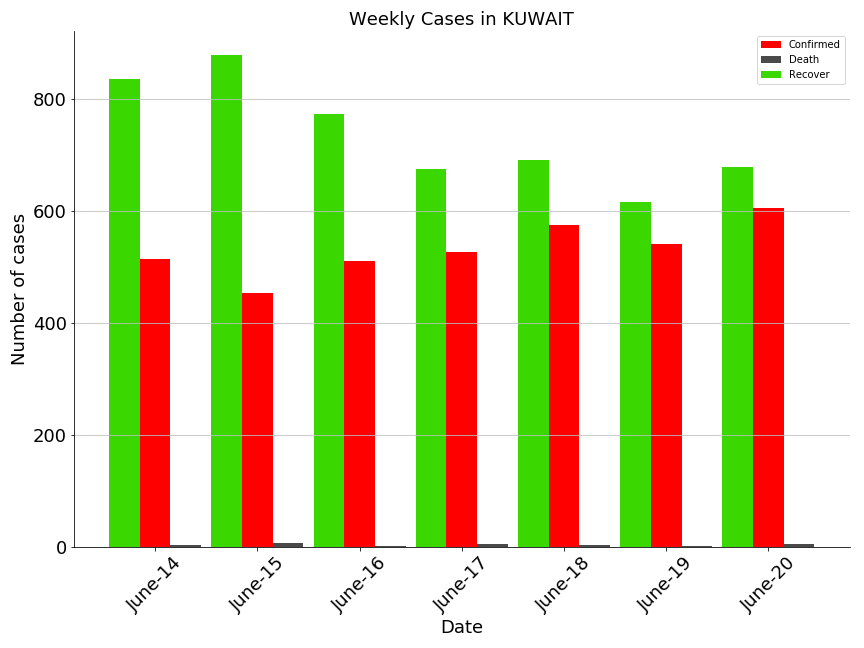 Weekly Cases in KUWAIT
Confirmed
Death
Recover
Number of cases
800
600
400
200
0
June-14
June-15
June-16
June-17
June-18
June-19
June-20
Date